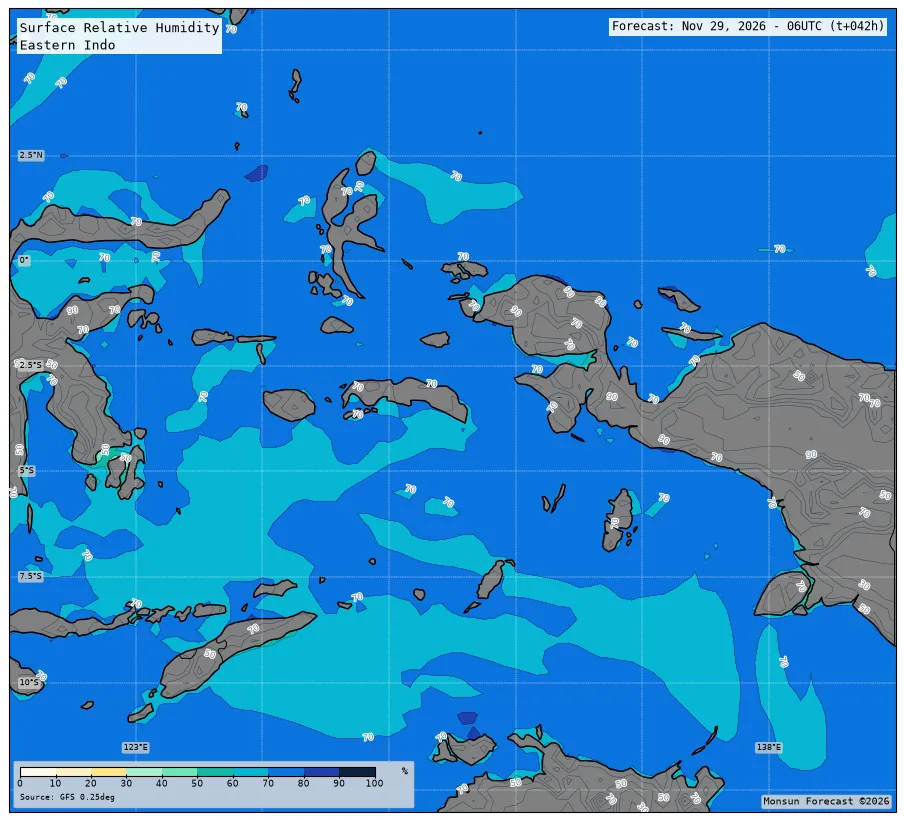 Surface Relative Humidity
Eastern Indo
Forecast: Nov 29, 2026 - 06UTC (t+042h)
2.5°N
0°
2.5°S
5°S
7.5°S
10°S
123°E
138°E
0 10 20 30 40 50 60 70 80 90 100 %
Source: GFS 0.25deg
Monsun Forecast ©2026